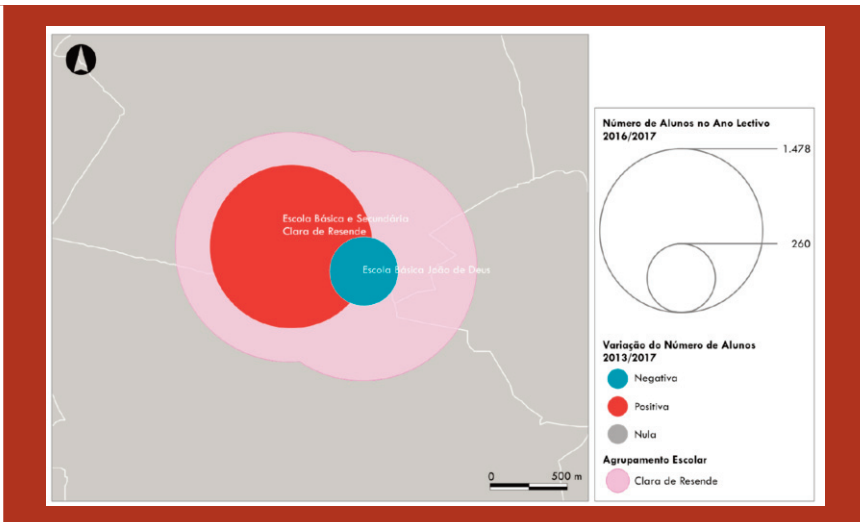 Escola Básica e Secundária
Clara de Resende
Escola Básica João de Deus
0 500 m
Número de Alunos no Ano Lectivo
2016/2017
1.478
260
Variação do Número de Alunos
2013/2017
Negativa
Positiva
Nula
Agrupamento Escolar
Clara de Resende